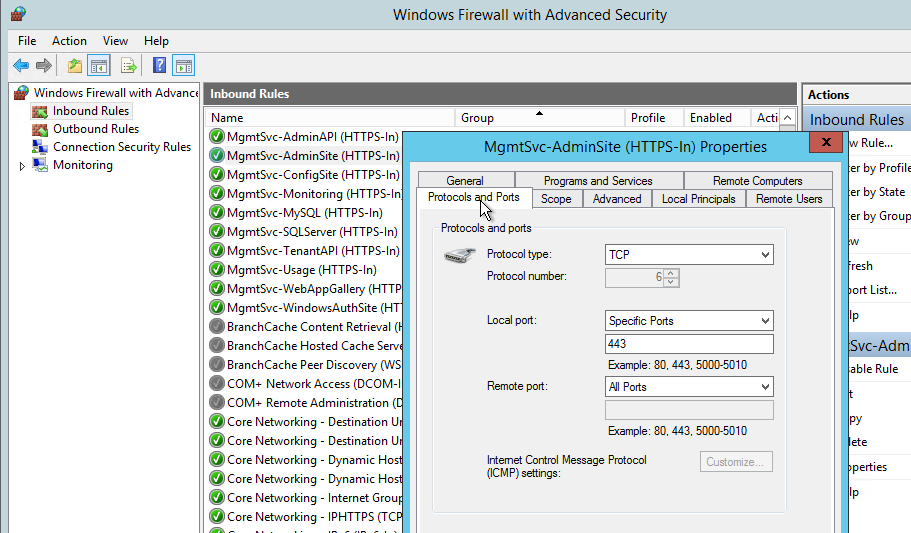 Windows Firewall with Advanced Security
File Action View Help
Windows Firewall with Advance
Inbound Rules
Outbound Rules
Connection Security Rules
Monitoring
Inbound Rules
Name Group Profile Enabled Acti
MgmtSvc-AdminAPI (HTTPS-In)
MgmtSvc-AdminSite (HTTPS-In)
MgmtSvc-ConfigSite (HTTPS-In)
MgmtSvc-Monitoring (HTTPS-In)
MgmtSvc-MySQL (HTTPS-In)
MgmtSvc-SQLServer (HTTPS-In)
MgmtSvc-TenantAPI (HTTPS-In)
MgmtSvc-Usage (HTTPS-In)
MgmtSvc-WebAppGallery (HTTP
MgmtSvc-WindowsAuthSite (HT
BranchCache Content Retrieval (H
BranchCache Hosted Cache Serve
BranchCache Peer Discovery (WS
COM+ Network Access (DCOM-I
COM+ Remote Administration (D
Core Networking - Destination Un
Core Networking - Destination Un
Core Networking - Dynamic Host
Core Networking - Dynamic Host
Core Networking - Internet Group
Core Networking - IPHTTPS (TCP
MgmtSvc-AdminSite (HTTPS-In) Properties
x
General Programs and Services Remote Computers
Protocols and Ports Scope Advanced Local Principals Remote Users
Protocols and ports
Protocol type: TCP
Protocol number: 6
Local port: Specific Ports
443
Example: 80, 443, 5000-5010
Remote port: All Ports
Example: 80, 443, 5000-5010
Internet Control Message Protocol
(ICMP) settings:
Customize...
Actions
Inbound Rules
w Rule...
er by Profile
er by State
er by Group
ew
fresh
port List...
lp
tSvc-Adm
able Rule
t
py
lete
operties
lp